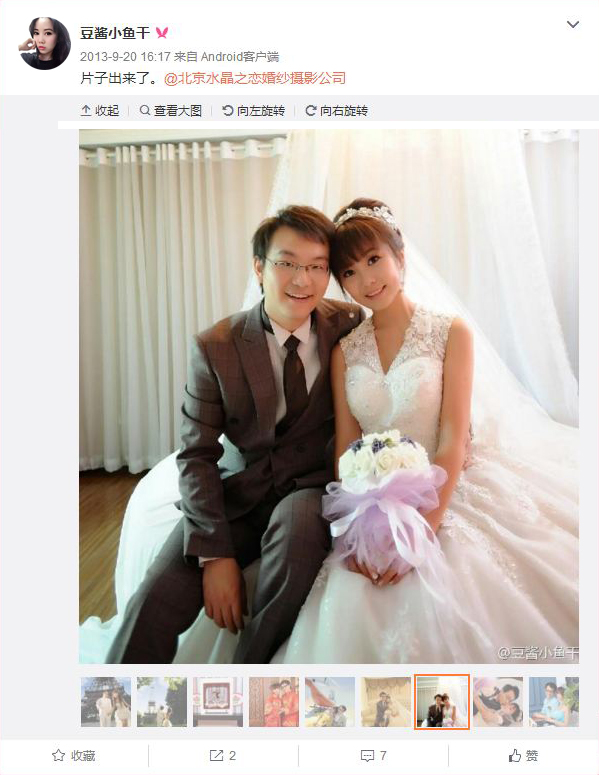 豆酱小鱼干
2013-9-20 16:17 来自 Android客户端
片子出来了。@北京水晶之恋婚纱摄影公司
收起 查看大图 向左旋转 向右旋转
@豆酱小鱼干
收藏 2 7 赞